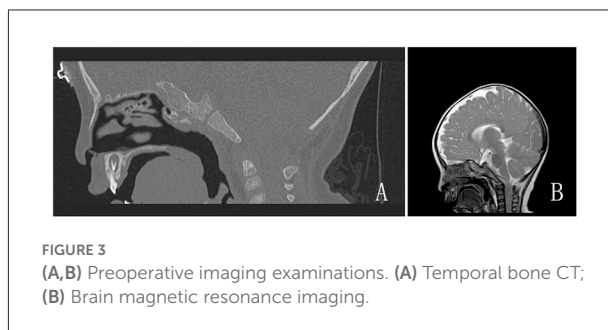 A
B
FIGURE 3
(A,B) Preoperative imaging examinations. (A) Temporal bone CT;
(B) Brain magnetic resonance imaging.